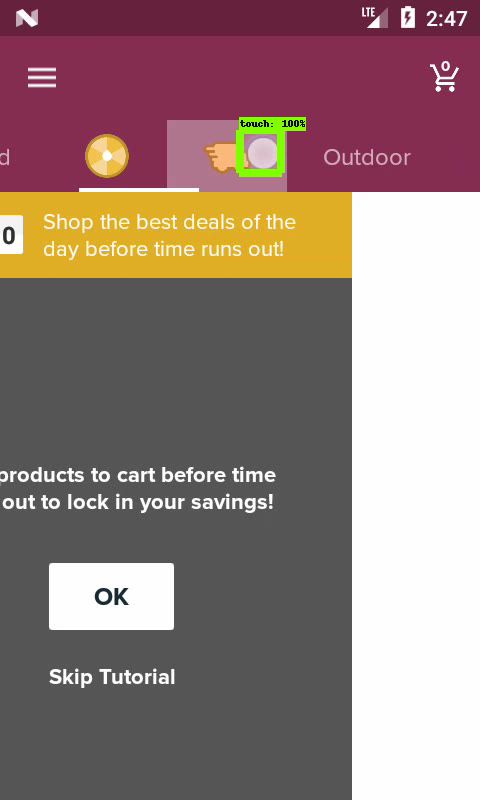 LTE 2:47
0
touch: 100%
d
Outdoor
0
Shop the best deals of the
day before time runs out!
products to cart before time
out to lock in your savings!
OK
Skip Tutorial